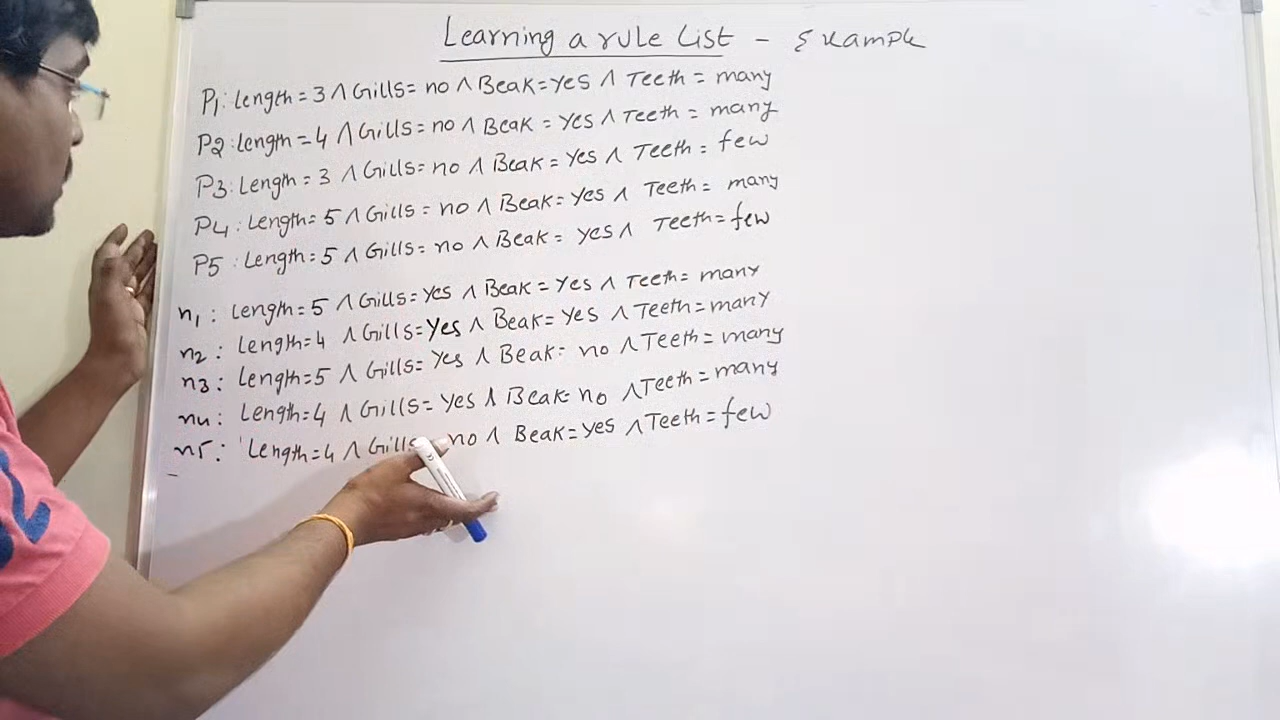 Learning a rule List - Example
P1: Length = 3 ∧ Gills = no ∧ Beak = Yes ∧ Teeth = many
P2: Length = 4 ∧ Gills = no ∧ Beak = Yes ∧ Teeth = many
P3: Length = 3 ∧ Gills = no ∧ Beak = Yes ∧ Teeth = few
P4: Length = 5 ∧ Gills = no ∧ Beak = Yes ∧ Teeth = many
P5: Length = 5 ∧ Gills = no ∧ Beak = yes ∧ Teeth = few
n1: Length = 5 ∧ Gills = Yes ∧ Beak = Yes ∧ Teeth = many
n2: Length = 4 ∧ Gills = Yes ∧ Beak = Yes ∧ Teeth = many
n3: Length = 5 ∧ Gills = Yes ∧ Beak = no ∧ Teeth = many
n4: Length = 4 ∧ Gills = Yes ∧ Beak = no ∧ Teeth = many
n5: Length = 4 ∧ Gills no ∧ Beak = yes ∧ Teeth = few